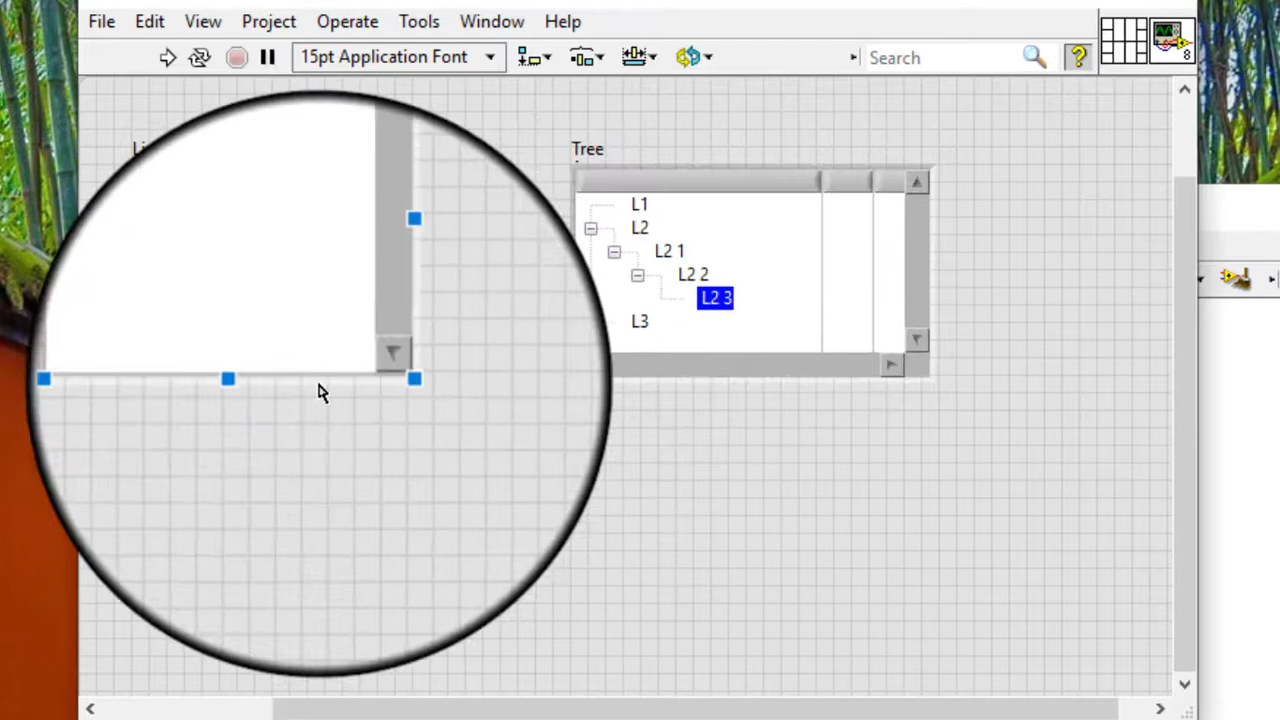 File Edit View Project Operate Tools Window Help
15pt Application Font
Search
?
8
Tree
L1
L2
L2 1
L2 2
L2 3
L3